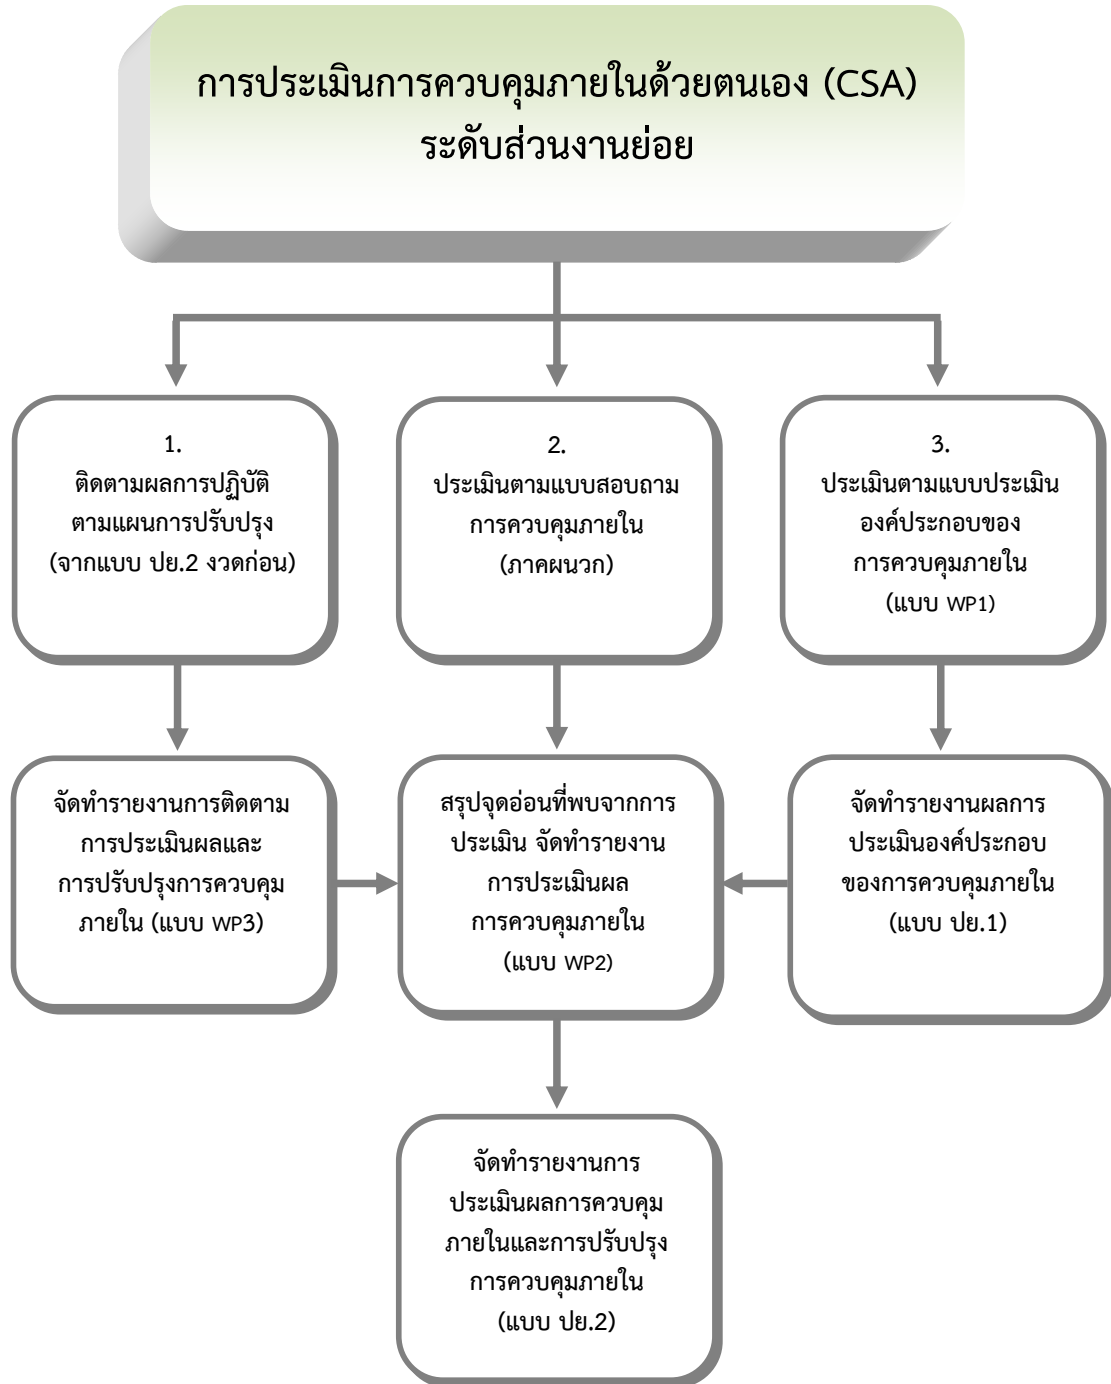 การประเมินการควบคุมภายในด้วยตนเอง (CSA)
ระดับส่วนงานย่อย
1.
ติดตามผลการปฏิบัติ
ตามแผนการปรับปรุง
(จากแบบ ปย.2 งวดก่อน)
2.
ประเมินตามแบบสอบถาม
การควบคุมภายใน
(ภาคผนวก)
3.
ประเมินตามแบบประเมิน
องค์ประกอบของ
การควบคุมภายใน
(แบบ WP1)
จัดทำรายงานการติดตาม
การประเมินผลและ
การปรับปรุงการควบคุม
ภายใน (แบบ WP3)
สรุปจุดอ่อนที่พบจากการ
ประเมิน จัดทำรายงาน
การประเมินผล
การควบคุมภายใน
(แบบ WP2)
จัดทำรายงานผลการ
ประเมินองค์ประกอบ
ของการควบคุมภายใน
(แบบ ปย.1)
จัดทำรายงานการ
ประเมินผลการควบคุม
ภายในและการปรับปรุง
การควบคุมภายใน
(แบบ ปย.2)